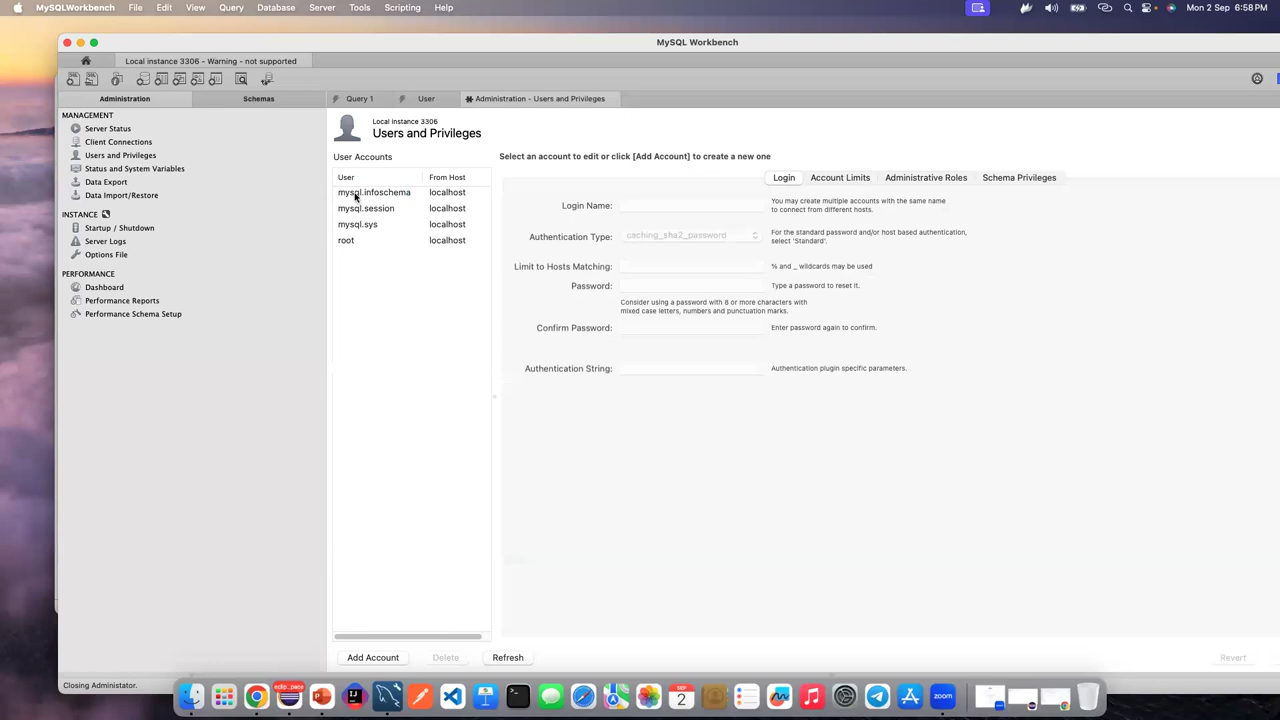 MySQLWorkbench File Edit View Query Database Server Tools Scripting Help
Mon 2 Sep 6:58 PM
MySQL Workbench
Local instance 3306 - Warning - not supported
Administration Schemas
Query 1 User Administration - Users and Privileges
MANAGEMENT
Server Status
Client Connections
Users and Privileges
Status and System Variables
Data Export
Data Import/Restore
INSTANCE
Startup / Shutdown
Server Logs
Options File
PERFORMANCE
Dashboard
Performance Reports
Performance Schema Setup
Local instance 3306
Users and Privileges
User Accounts
User From Host
mysql.infoschema localhost
mysql.session localhost
mysql.sys localhost
root localhost
Add Account Delete Refresh
Select an account to edit or click [Add Account] to create a new one
Login Account Limits Administrative Roles Schema Privileges
Login Name:
You may create multiple accounts with the same name
to connect from different hosts.
Authentication Type: caching_sha2_password
For the standard password and/or host based authentication,
select 'Standard'.
Limit to Hosts Matching: % and _ wildcards may be used
Password: Type a password to reset it.
Consider using a password with 8 or more characters with
mixed case letters, numbers and punctuation marks.
Confirm Password: Enter password again to confirm.
Authentication String: Authentication plugin specific parameters.
Revert
Closing Administator.
SEP
2
zoom